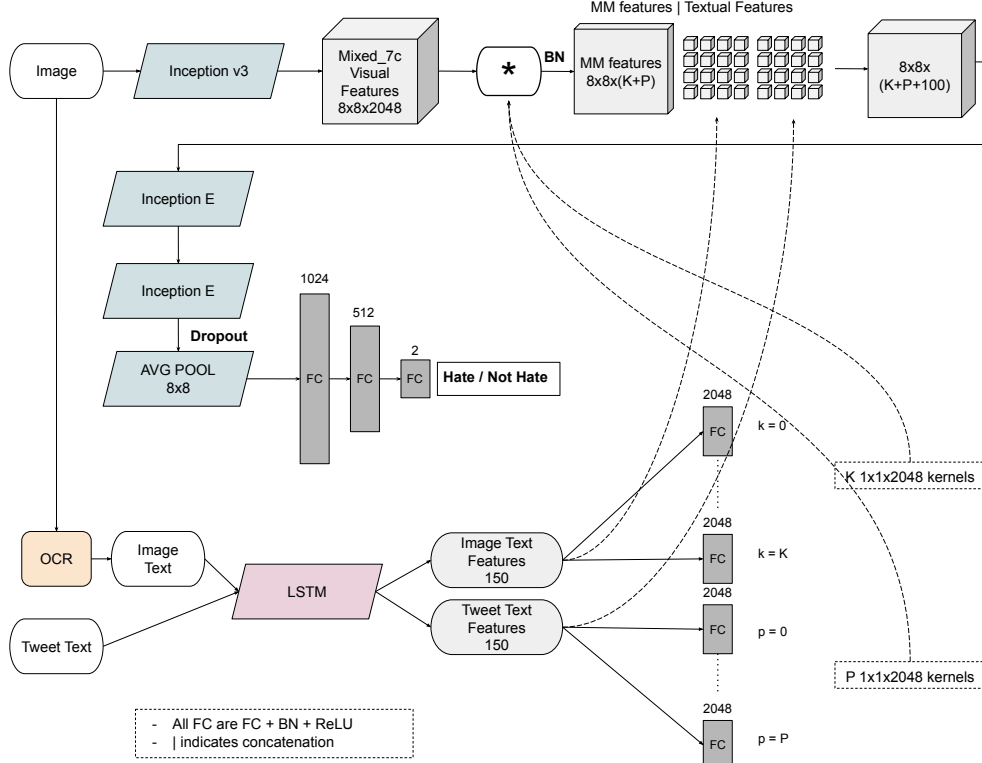 MM features | Textual Features
Image
Inception v3
Mixed_7c
Visual
Features
8x8x2048
*
BN
MM features
8x8x(K+P)
8x8x
(K+P+100)
Inception E
Inception E
Dropout
AVG POOL
8x8
1024
FC
512
FC
2
FC
Hate / Not Hate
2048
FC
k = 0
K 1x1x2048 kernels
OCR
Image
Text
LSTM
Image Text
Features
150
2048
FC
k = K
Tweet Text
Tweet Text
Features
150
2048
FC
p = 0
P 1x1x2048 kernels
2048
FC
p = P
- All FC are FC + BN + ReLU
- | indicates concatenation